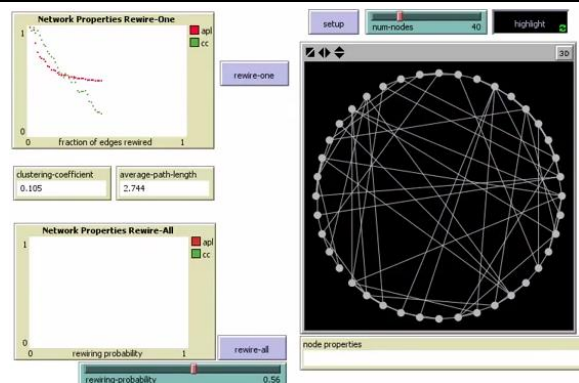 Network Properties Rewire-One
1
apl
cc
0
0
fraction of edges rewired
1
rewire-one
setup
num-nodes
40
highlight
3D
clustering-coefficient
0.105
average-path-length
2.744
Network Properties Rewire-All
1
apl
cc
0
0
rewiring probability
1
rewire-all
rewiring-probability
0.56
node properties